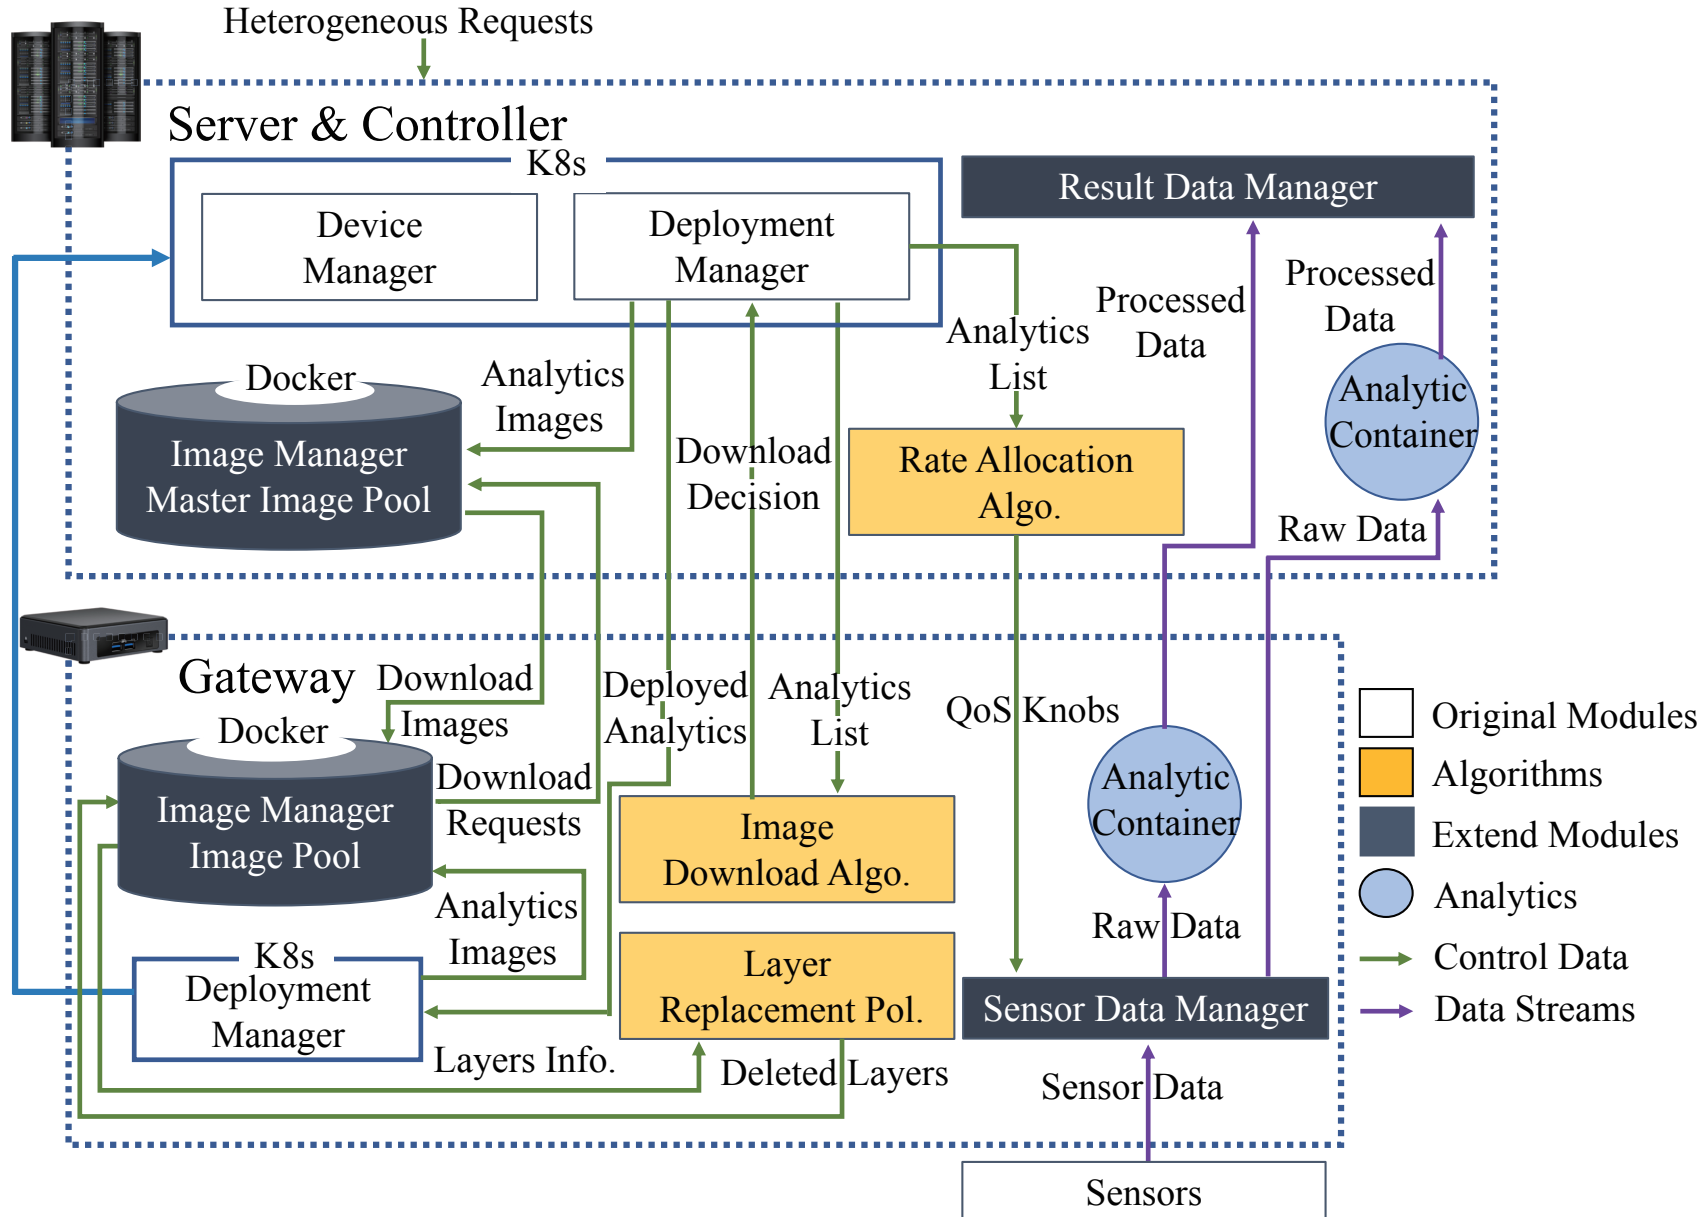 Heterogeneous Requests
Server & Controller
K8s
Device
Manager
Deployment
Manager
Result Data Manager
Processed
Data
Processed
Data
Analytics
List
Analytics
Images
Docker
Image Manager
Master Image Pool
Download
Decision
Rate Allocation
Algo.
Analytic
Container
Raw Data
Gateway
Download
Images
Deployed
Analytics
Analytics
List
QoS Knobs
Docker
Image Manager
Image Pool
Download
Requests
Image
Download Algo.
Analytic
Container
Analytics
Images
Raw Data
K8s
Deployment
Manager
Layer
Replacement Pol.
Sensor Data Manager
Layers Info.
Deleted Layers
Sensor Data
Sensors
Original Modules
Algorithms
Extend Modules
Analytics
Control Data
Data Streams